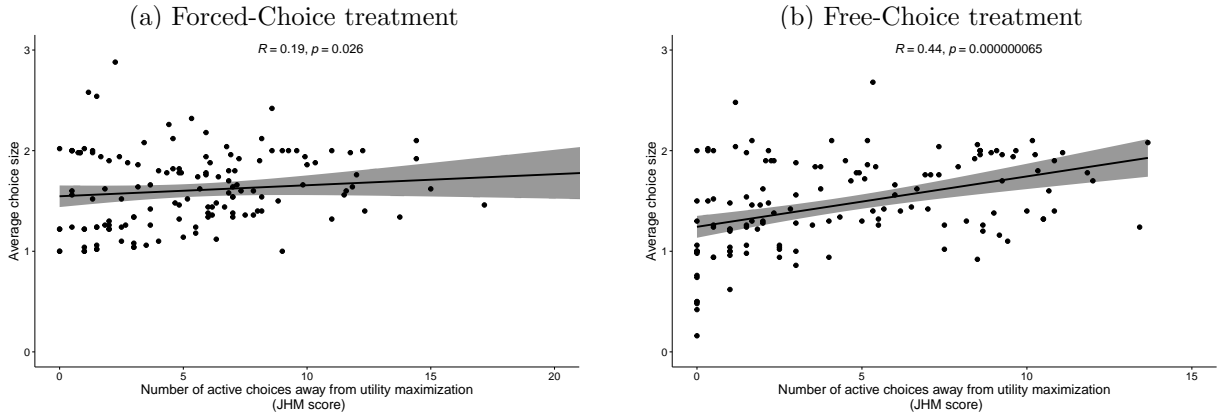 (a) Forced-Choice treatment
R = 0.19, p = 0.026
3
2
1
0
Average choice size
0 5 10 15 20
Number of active choices away from utility maximization
(JHM score)
(b) Free-Choice treatment
R = 0.44, p = 0.000000065
3
2
1
0
Average choice size
0 5 10 15
Number of active choices away from utility maximization
(JHM score)